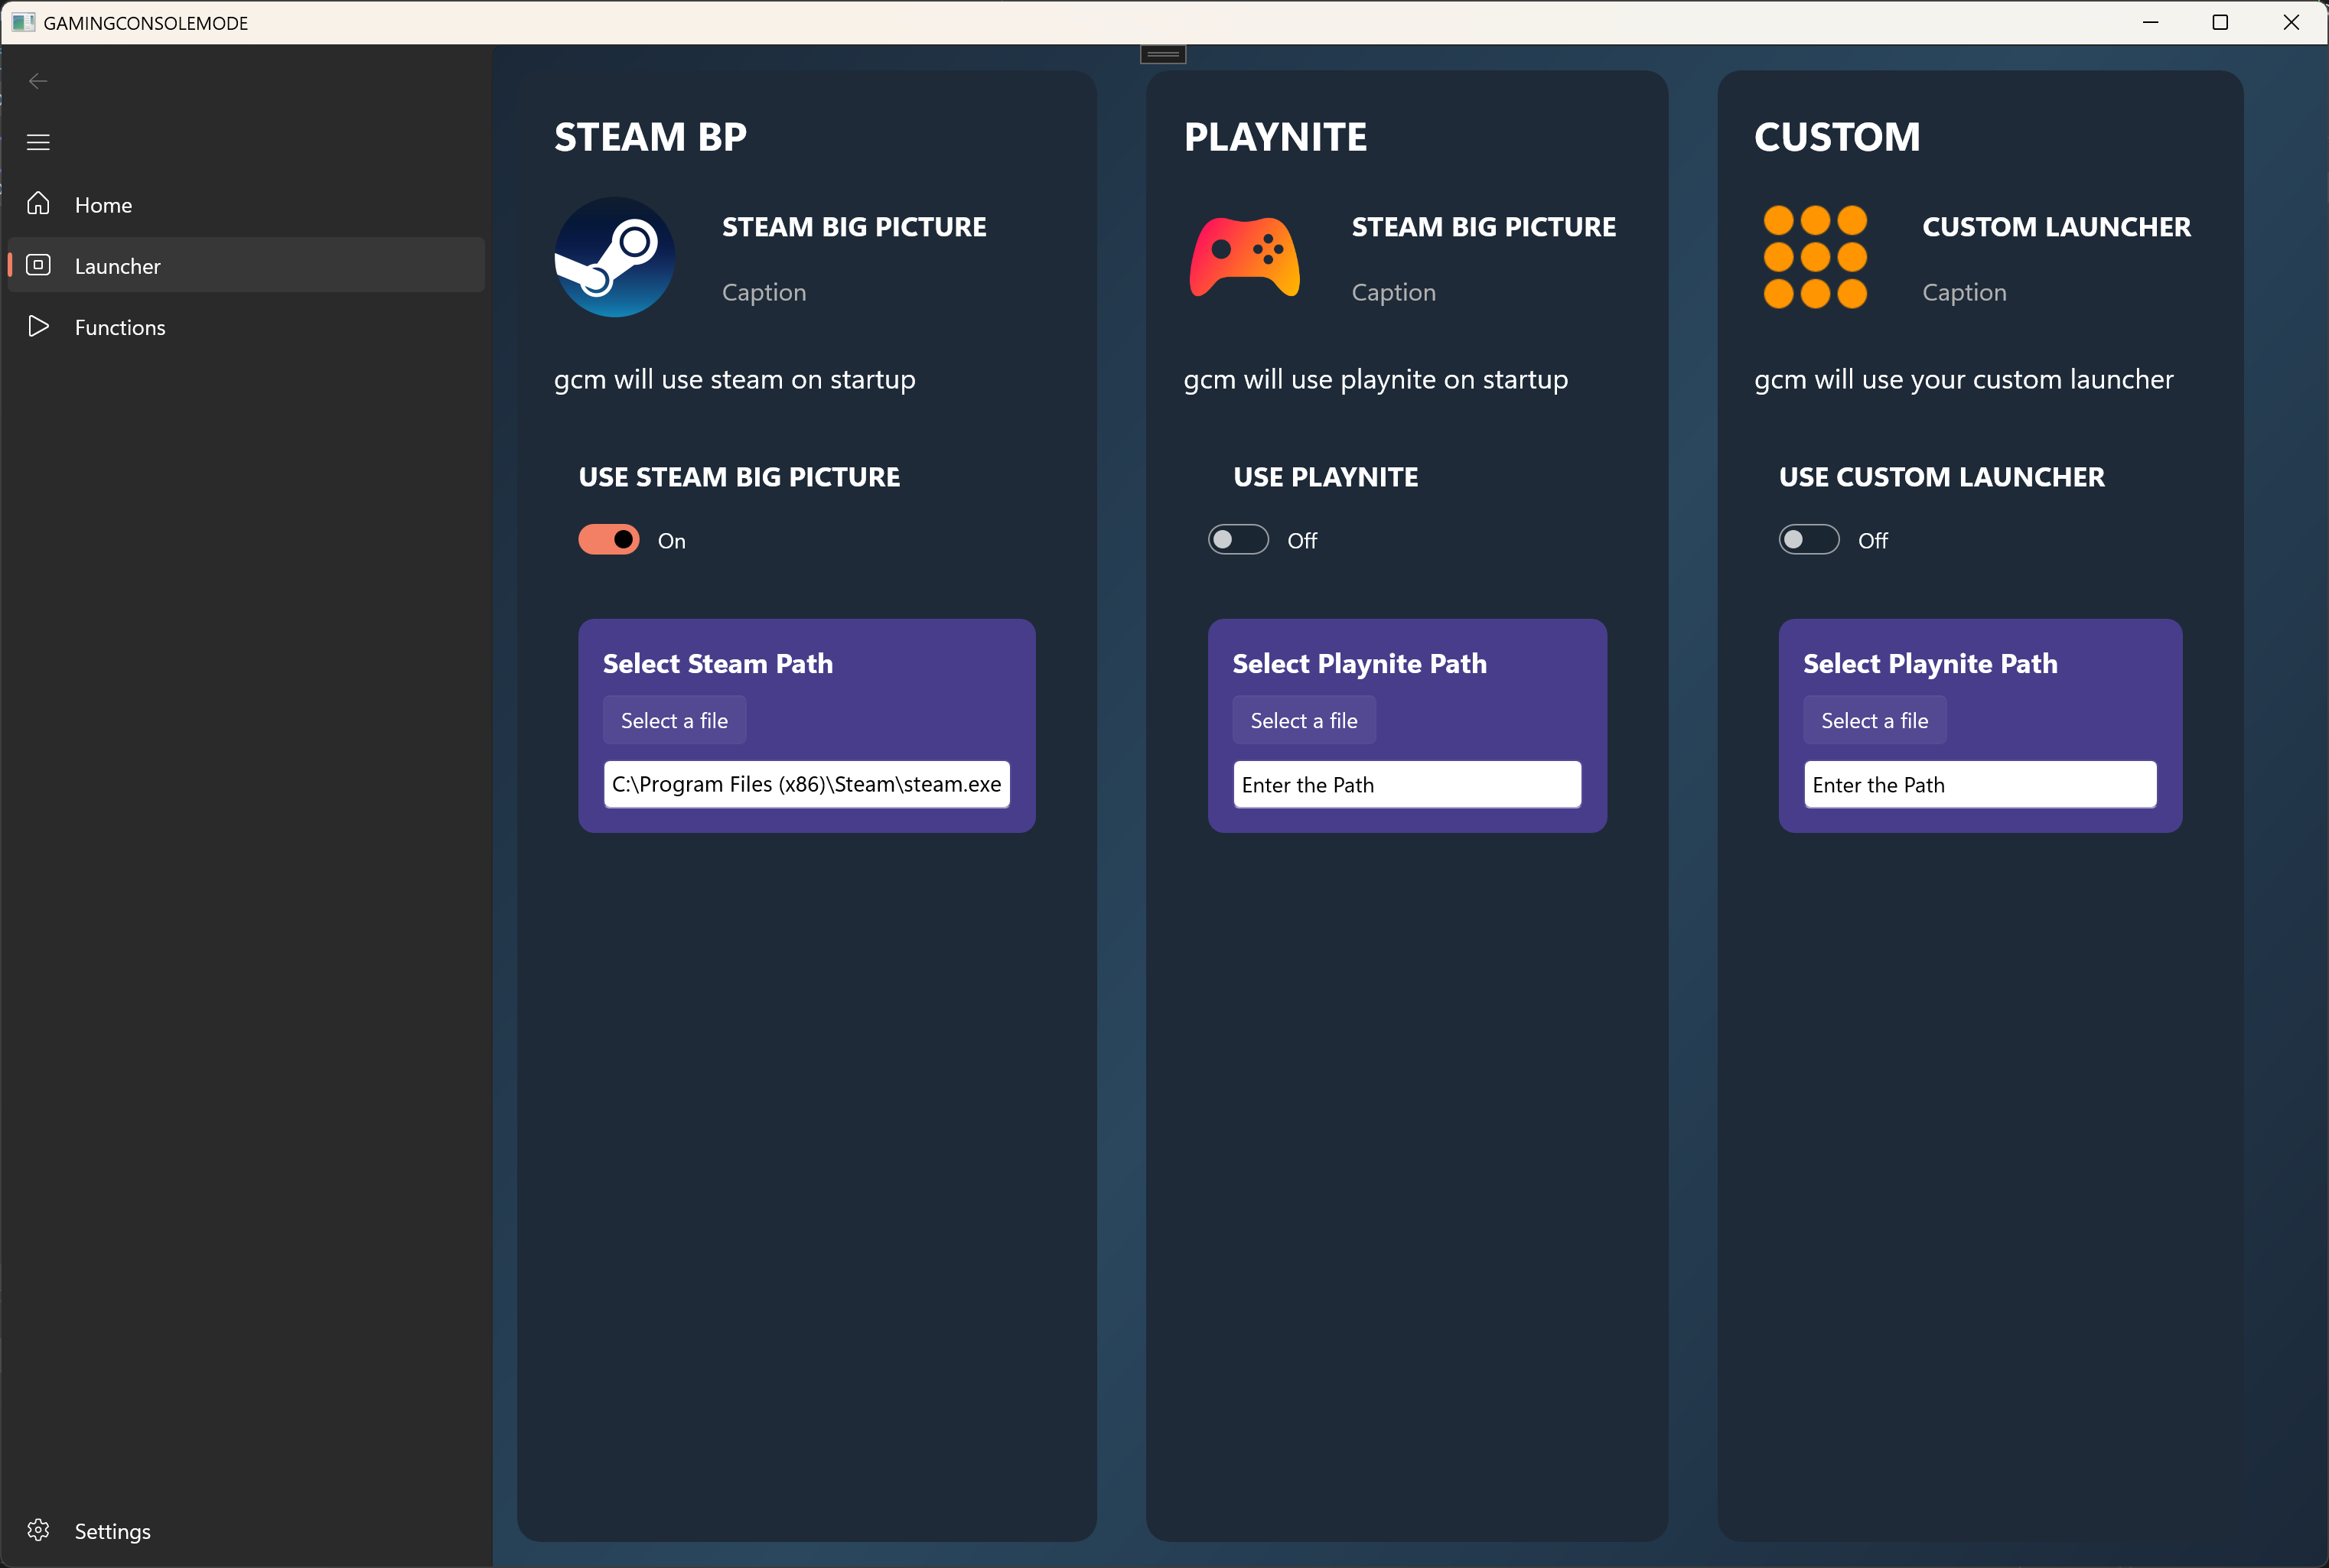 GAMINGCONSOLEMODE
Home
Launcher
Functions
Settings
STEAM BP
STEAM BIG PICTURE
Caption
gcm will use steam on startup
USE STEAM BIG PICTURE
On
Select Steam Path
Select a file
C:\Program Files (x86)\Steam\steam.exe
PLAYNITE
STEAM BIG PICTURE
Caption
gcm will use playnite on startup
USE PLAYNITE
Off
Select Playnite Path
Select a file
Enter the Path
CUSTOM
CUSTOM LAUNCHER
Caption
gcm will use your custom launcher
USE CUSTOM LAUNCHER
Off
Select Playnite Path
Select a file
Enter the Path